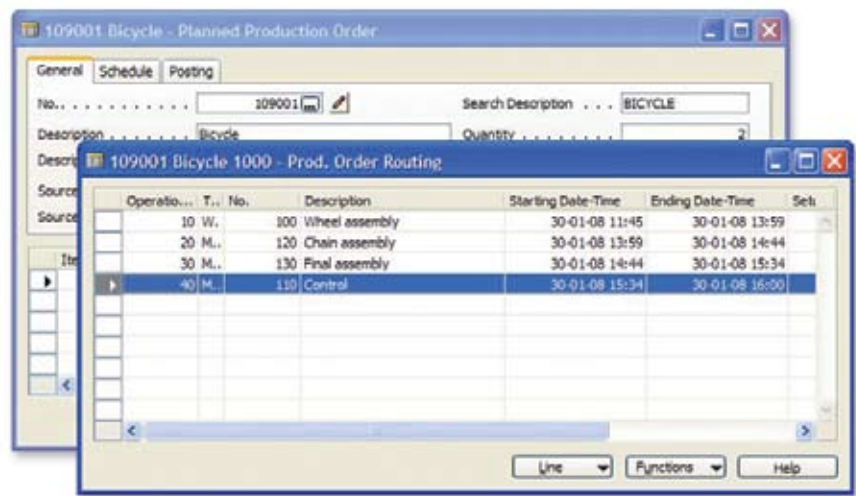 109001 Bicycle - Planned Production Order
General Schedule Posting
No.. . . . . . . . . . . . 109001 Search Description . . . BICYCLE
Description . . . . . . . Bicycle Quantity . . . . . . . . 2
Descrip
Source
Source
Ite
109001 Bicycle 1000 - Prod. Order Routing
Operatio... T.. No. Description Starting Date-Time Ending Date-Time Setu
10 W. 100 Wheel assembly 30-01-08 11:45 30-01-08 13:59
20 M.. 120 Chain assembly 30-01-08 13:59 30-01-08 14:44
30 M.. 130 Final assembly 30-01-08 14:44 30-01-08 15:34
40 M.. 110 Control 30-01-08 15:34 30-01-08 16:00
Line Functions Help